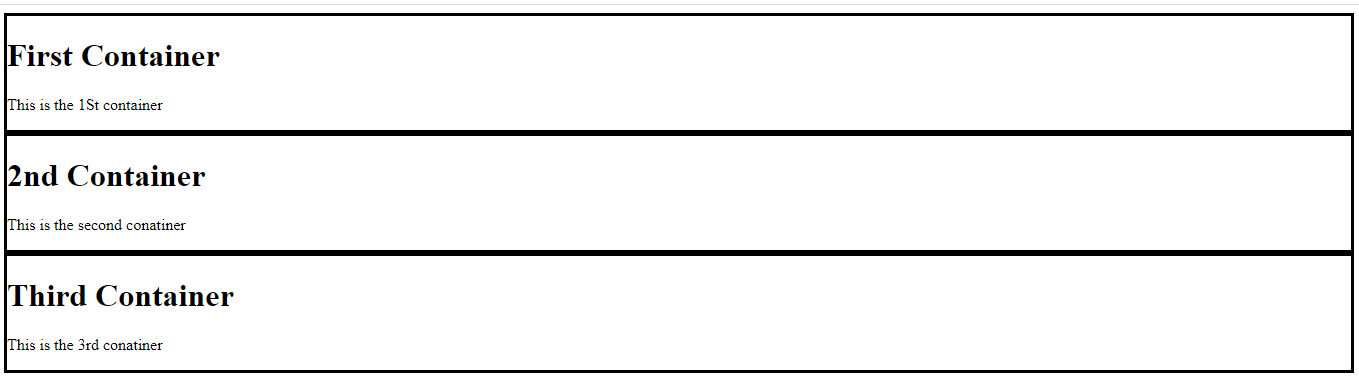 First Container
This is the 1St container
2nd Container
This is the second conatiner
Third Container
This is the 3rd conatiner